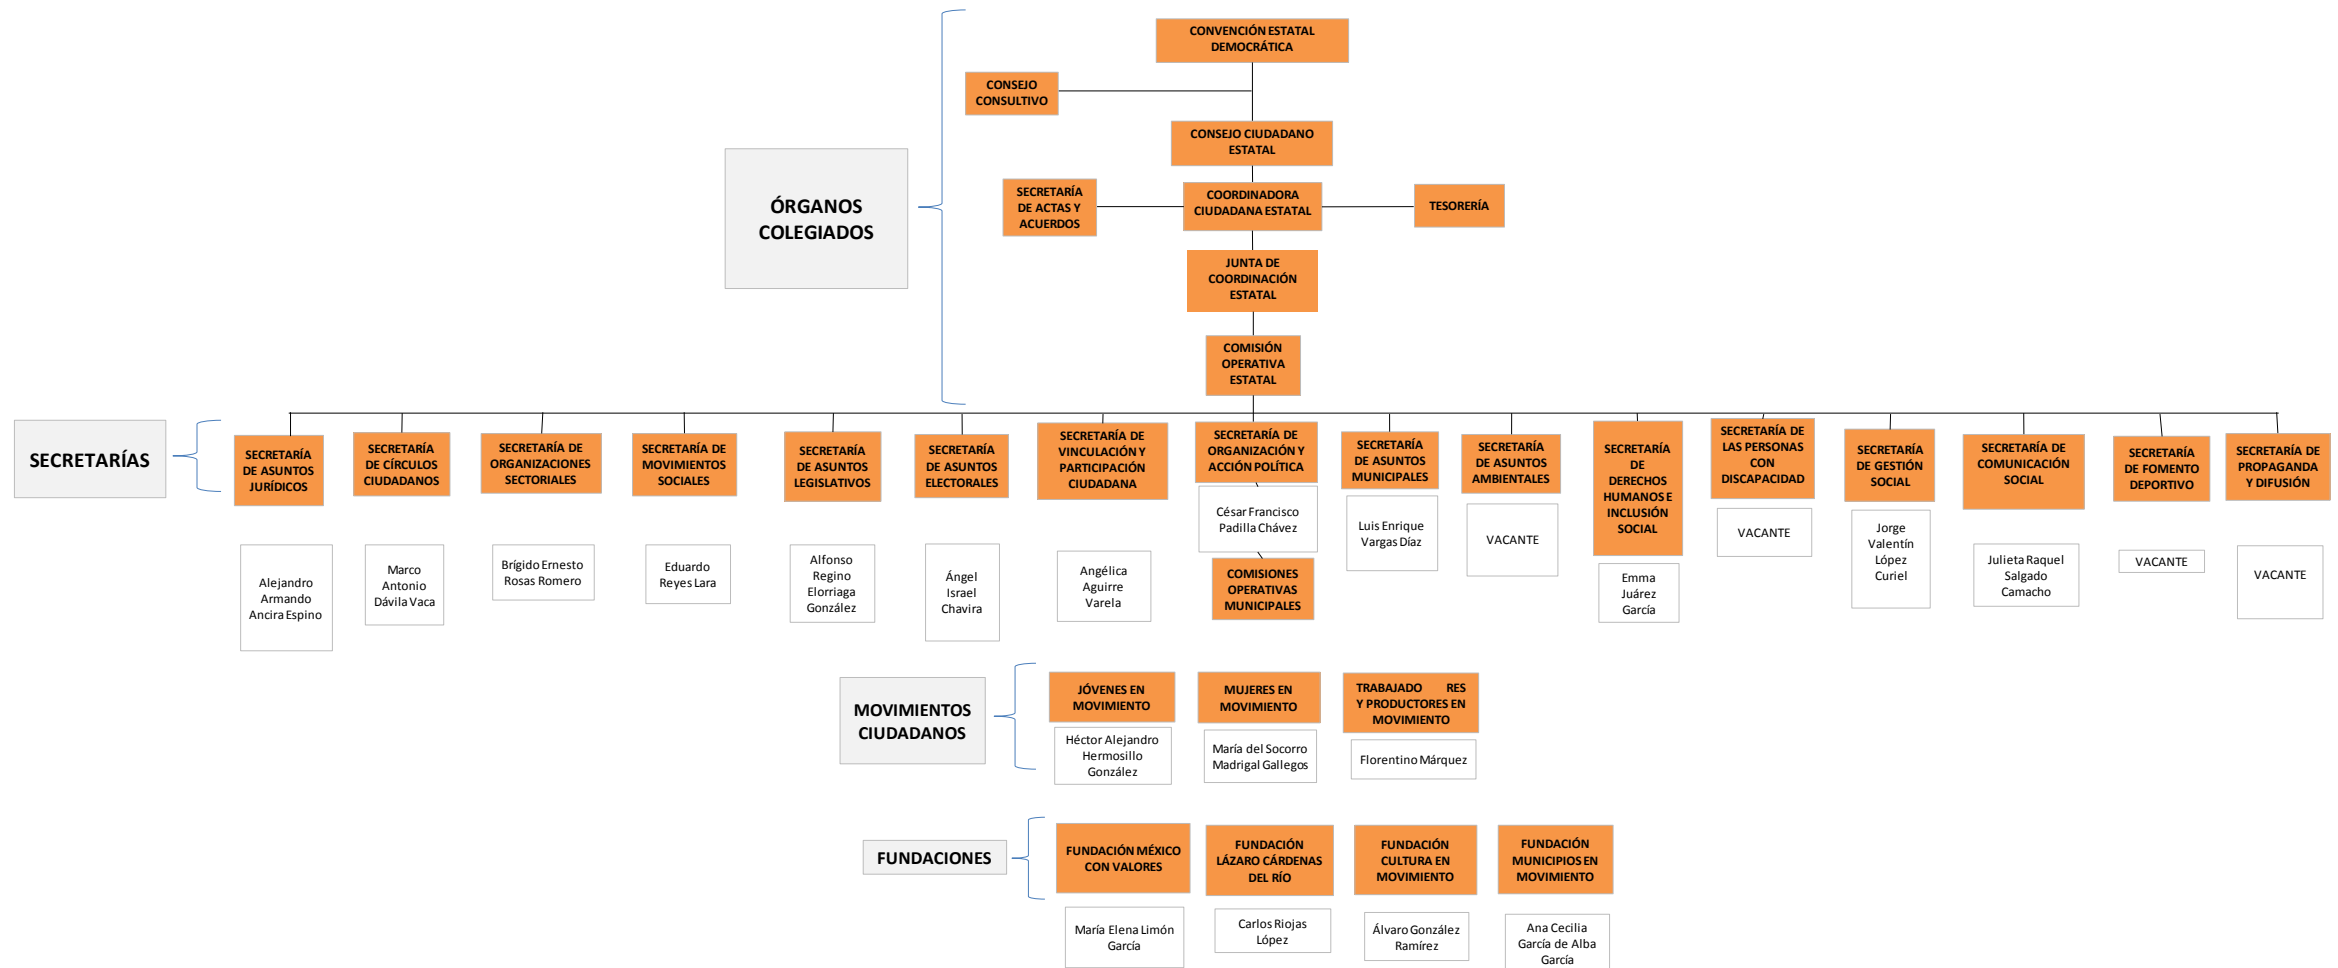 CONVENCIÓN ESTATAL
DEMOCRÁTICA
CONSEJO
CONSULTIVO
CONSEJO CIUDADANO
ESTATAL
ÓRGANOS
COLEGIADOS
SECRETARÍA
DE ACTAS Y
ACUERDOS
COORDINADORA
CIUDADANA ESTATAL
TESORERÍA
JUNTA DE
COORDINACIÓN
ESTATAL
COMISIÓN
OPERATIVA
ESTATAL
SECRETARÍAS
SECRETARÍA
DE ASUNTOS
JURÍDICOS
SECRETARÍA
DE CÍRCULOS
CIUDADANOS
SECRETARÍA DE
ORGANIZACIONES
SECTORIALES
SECRETARÍA DE
MOVIMIENTOS
SOCIALES
SECRETARÍA
DE ASUNTOS
LEGISLATIVOS
SECRETARÍA
DE ASUNTOS
ELECTORALES
SECRETARÍA DE
VINCULACIÓN Y
PARTICIPACIÓN
CIUDADANA
SECRETARÍA DE
ORGANIZACIÓN Y
ACCIÓN POLÍTICA
SECRETARÍA
DE ASUNTOS
MUNICIPALES
SECRETARÍA
DE ASUNTOS
AMBIENTALES
SECRETARÍA
DE
DERECHOS
HUMANOS E
INCLUSIÓN
SOCIAL
SECRETARÍA DE
LAS PERSONAS
CON
DISCAPACIDAD
SECRETARÍA
DE GESTIÓN
SOCIAL
SECRETARÍA DE
COMUNICACIÓN
SOCIAL
SECRETARÍA
DE FOMENTO
DEPORTIVO
SECRETARÍA DE
PROPAGANDA
Y DIFUSIÓN
Alejandro
Armando
Ancira Espino
Marco
Antonio
Dávila Vaca
Brígido Ernesto
Rosas Romero
Eduardo
Reyes Lara
Alfonso
Regino
Elorriaga
González
Ángel
Israel
Chavira
Angélica
Aguirre
Varela
César Francisco
Padilla Chávez
COMISIONES
OPERATIVAS
MUNICIPALES
Luis Enrique
Vargas Díaz
VACANTE
Emma
Juárez
García
VACANTE
Jorge
Valentín
López
Curiel
Julieta Raquel
Salgado
Camacho
VACANTE
VACANTE
MOVIMIENTOS
CIUDADANOS
JÓVENES EN
MOVIMIENTO
MUJERES EN
MOVIMIENTO
TRABAJADO RES
Y PRODUCTORES EN
MOVIMIENTO
Héctor Alejandro
Hermosillo
González
María del Socorro
Madrigal Gallegos
Florentino Márquez
FUNDACIONES
FUNDACIÓN MÉXICO
CON VALORES
FUNDACIÓN
LÁZARO CÁRDENAS
DEL RÍO
FUNDACIÓN
CULTURA EN
MOVIMIENTO
FUNDACIÓN
MUNICIPIOS EN
MOVIMIENTO
María Elena Limón
García
Carlos Riojas
López
Álvaro González
Ramírez
Ana Cecilia
García de Alba
García